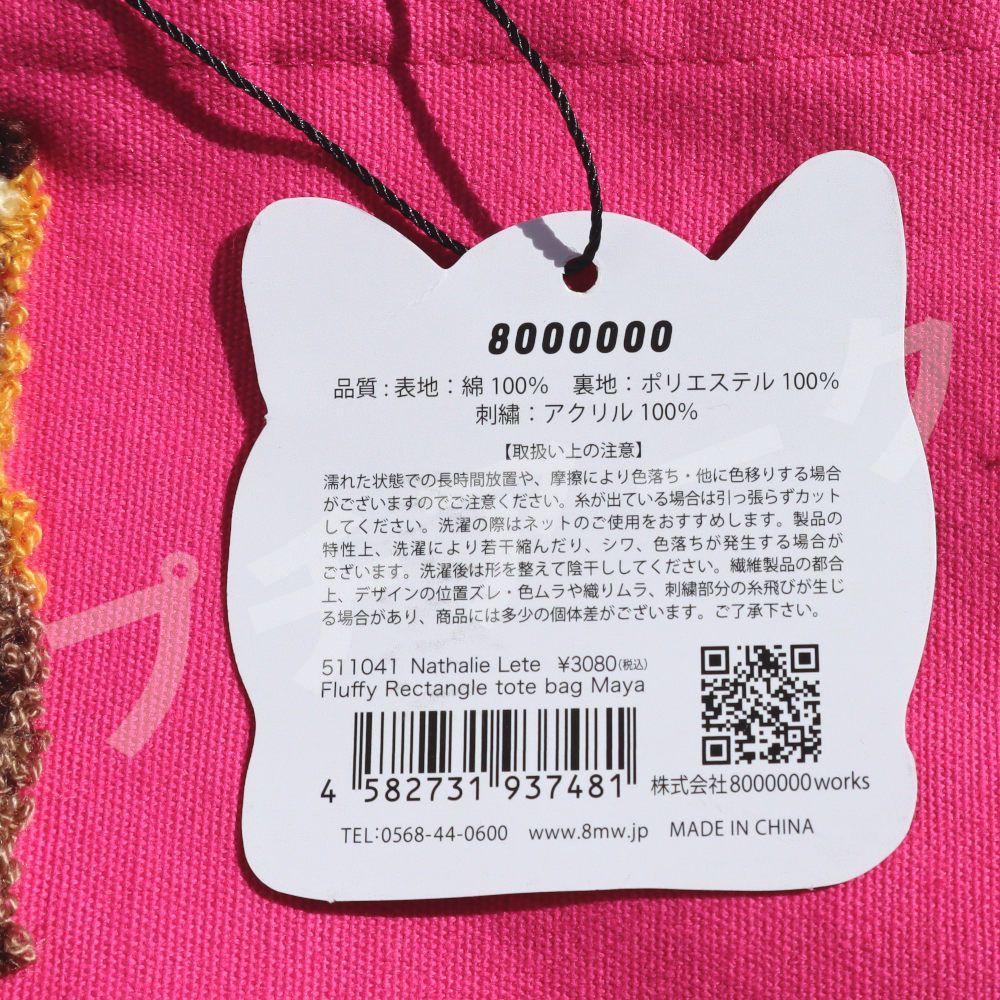 8000000
品質：表地：綿 100%　裏地：ポリエステル 100%
刺繡：アクリル 100%
【取扱い上の注意】
濡れた状態での長時間放置や、摩擦により色落ち・他に色移りする場合
がございますのでご注意ください。糸が出ている場合は引っ張らずカット
してください。洗濯の際はネットのご使用をおすすめします。製品の
特性上、洗濯により若干縮んだり、シワ、色落ちが発生する場合が
ございます。洗濯後は形を整えて陰干ししてください。繊維製品の都合
上、デザインの位置ズレ・色ムラや織りムラ、刺繍部分の糸飛びが生じ
る場合があり、商品には多少の個体差がございます。ご了承下さい。
511041 Nathalie Lete ¥3080(税込)
Fluffy Rectangle tote bag Maya
4 582731 937481
株式会社8000000works
TEL:0568-44-0600 www.8mw.jp MADE IN CHINA